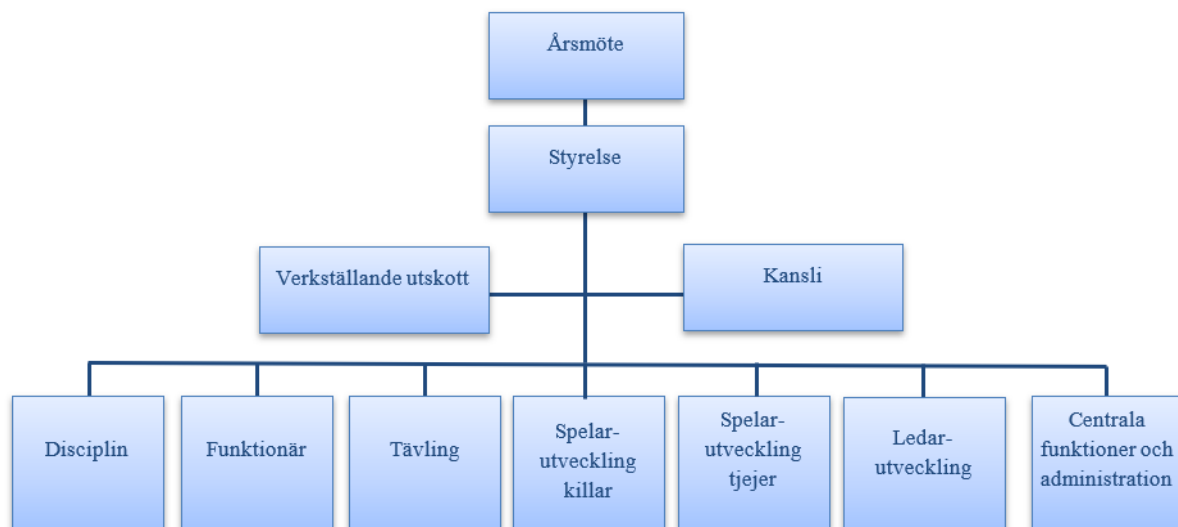 Årsmöte
Styrelse
Verkställande utskott
Kansli
Disciplin
Funktionär
Tävling
Spelar-
utveckling
killar
Spelar-
utveckling
tjejer
Ledar-
utveckling
Centrala
funktioner och
administration